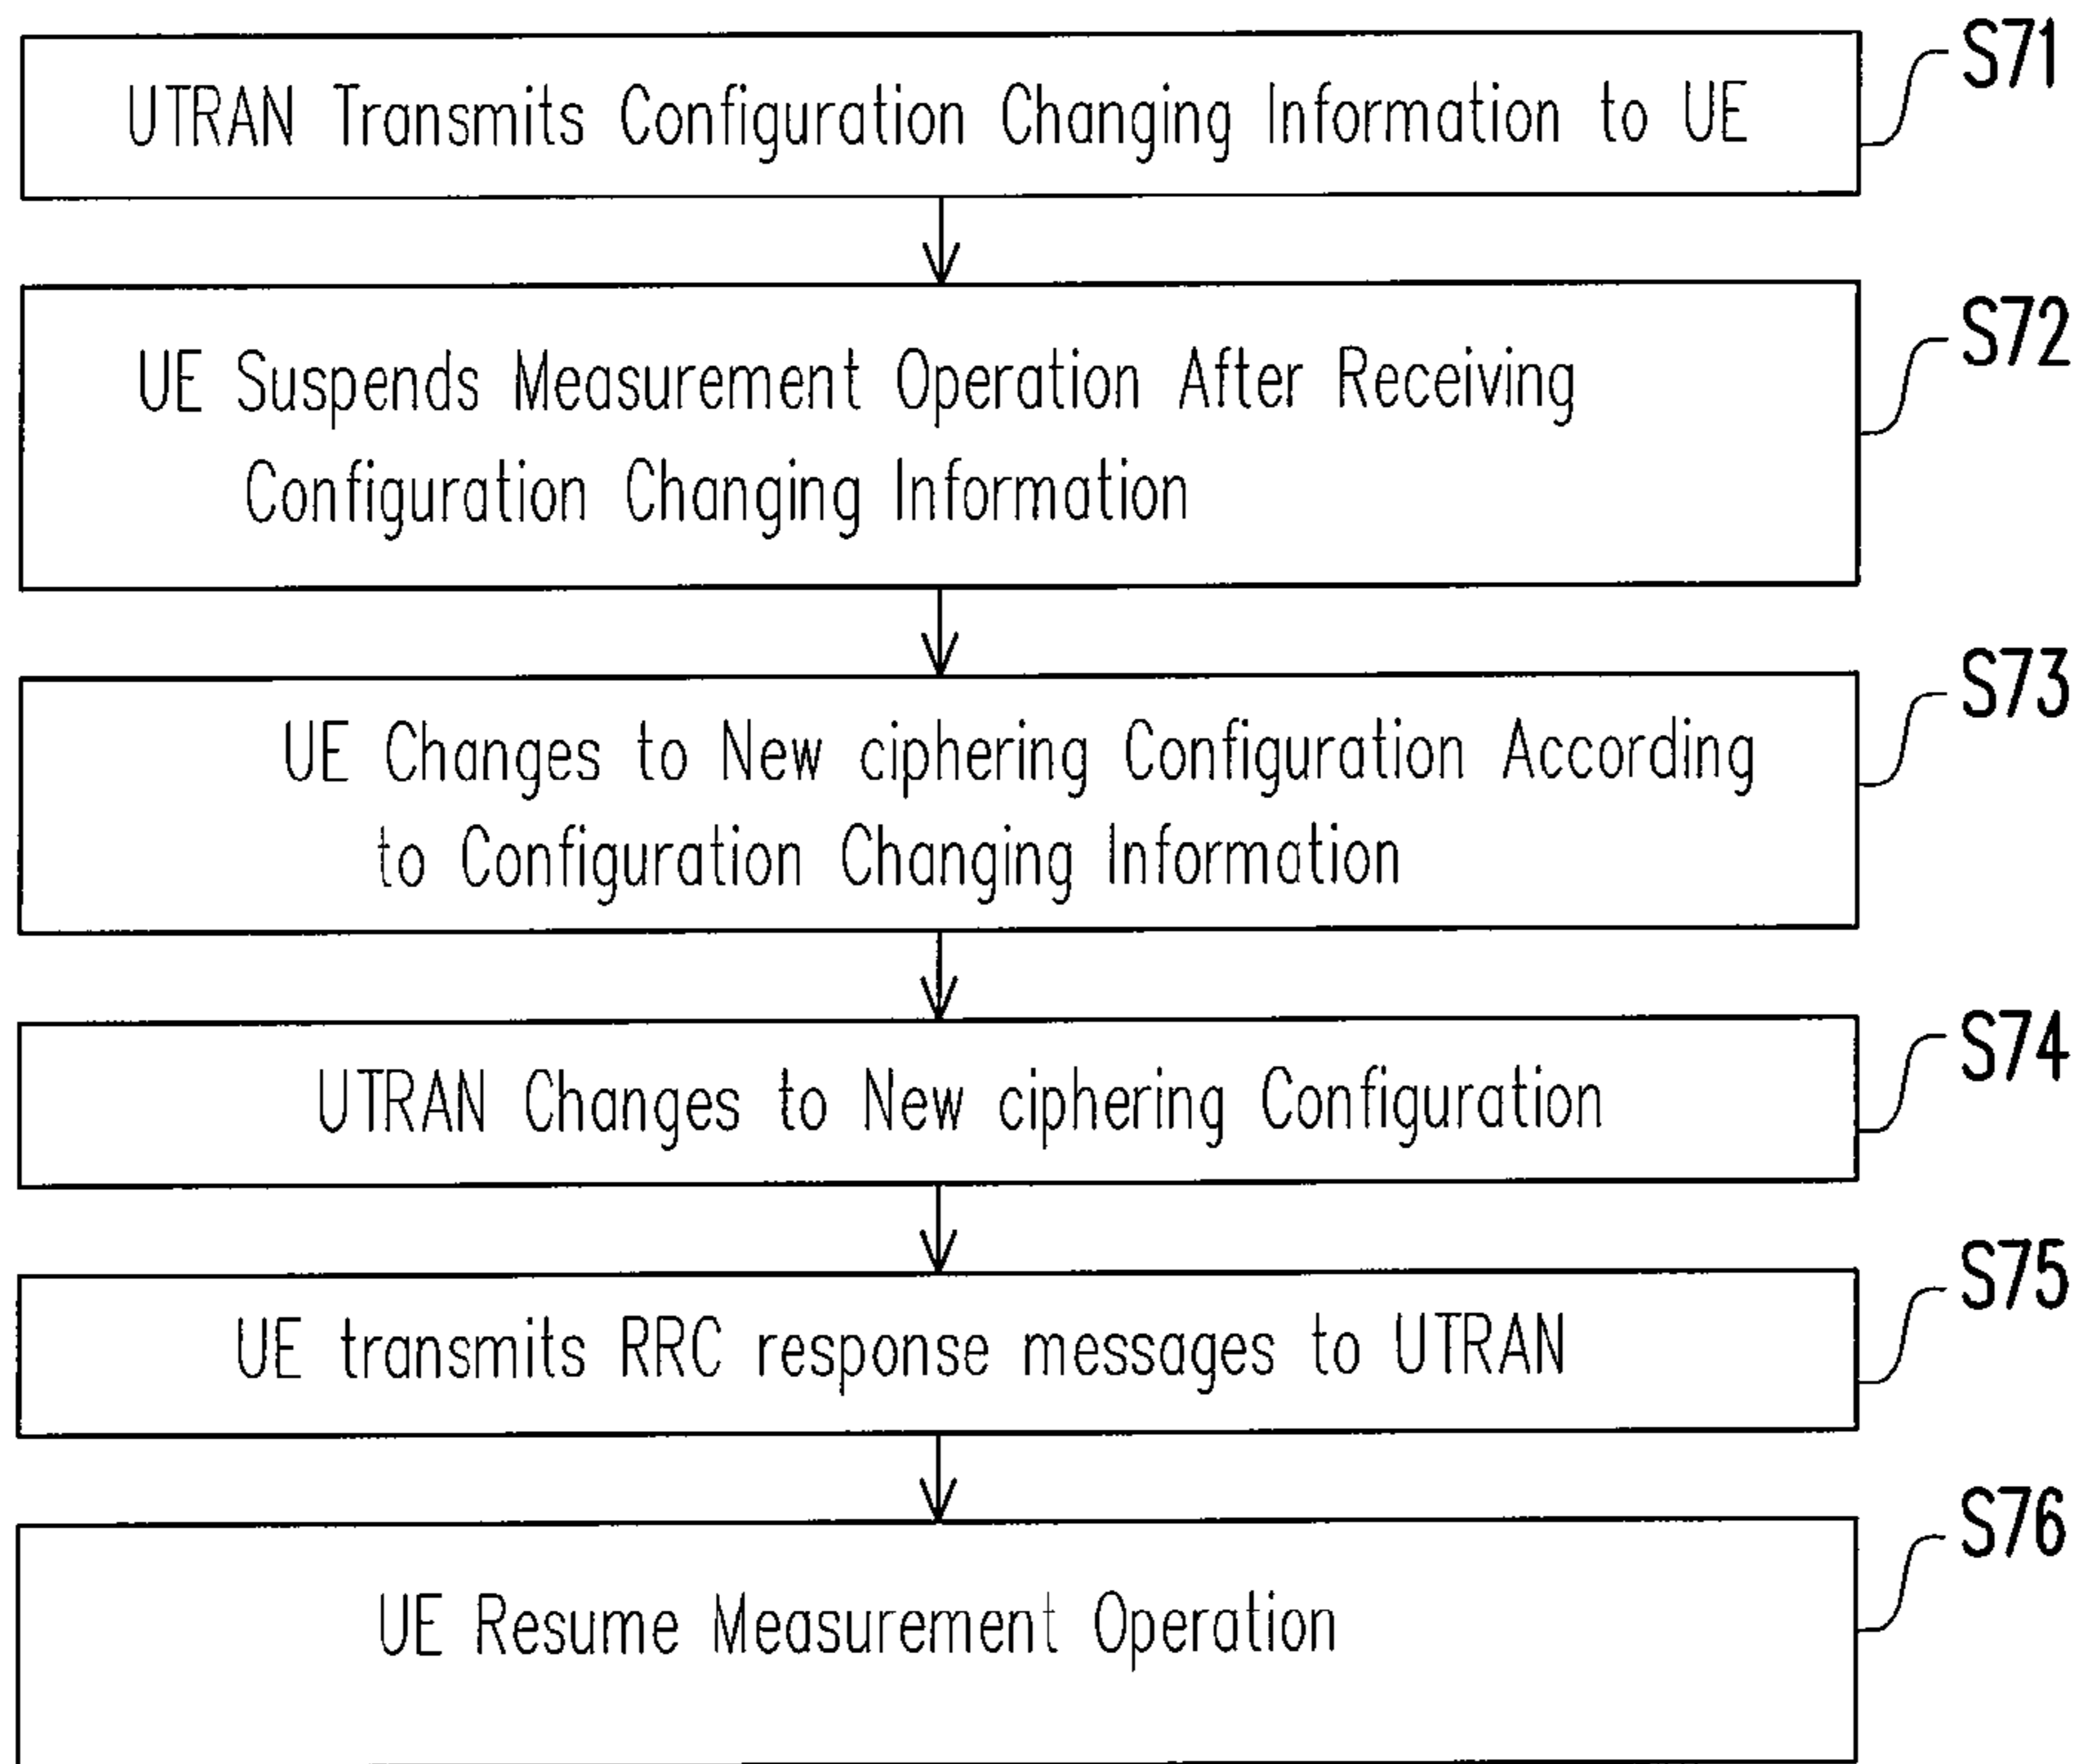 UTRAN Transmits Configuration Changing Information to UE
S71
UE Suspends Measurement Operation After Receiving
Configuration Changing Information
S72
UE Changes to New ciphering Configuration According
to Configuration Changing Information
S73
UTRAN Changes to New ciphering Configuration
S74
UE transmits RRC response messages to UTRAN
S75
UE Resume Measurement Operation
S76